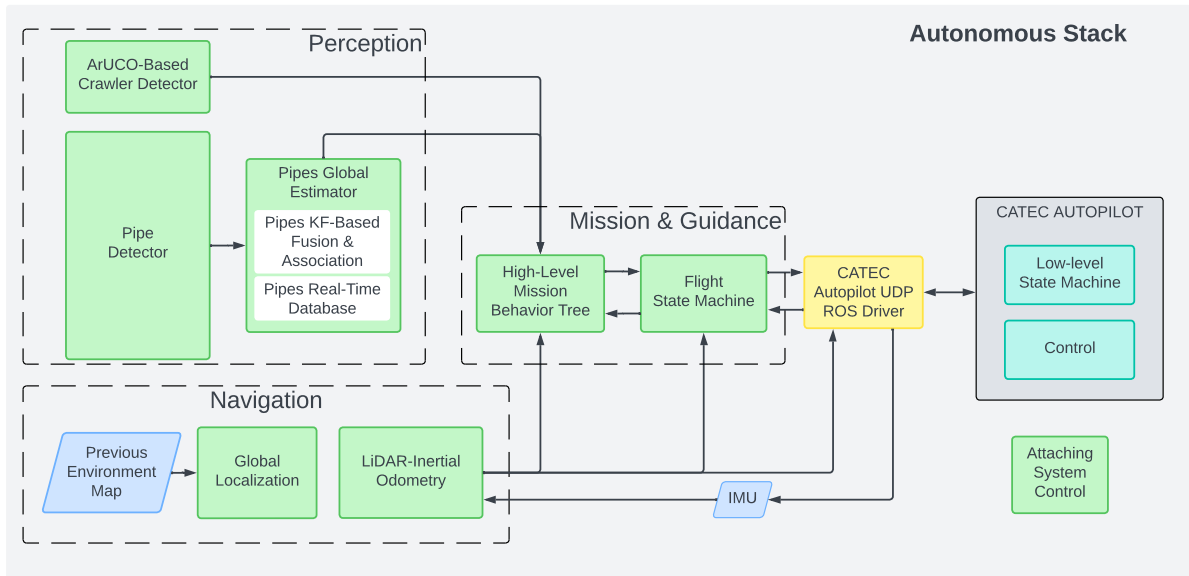 Autonomous Stack
Perception
ArUCO-Based
Crawler Detector
Pipe
Detector
Pipes Global
Estimator
Pipes KF-Based
Fusion &
Association
Pipes Real-Time
Database
Mission & Guidance
High-Level
Mission
Behavior Tree
Flight
State Machine
CATEC
Autopilot UDP
ROS Driver
CATEC AUTOPILOT
Low-level
State Machine
Control
Navigation
Previous
Environment
Map
Global
Localization
LiDAR-Inertial
Odometry
IMU
Attaching
System
Control